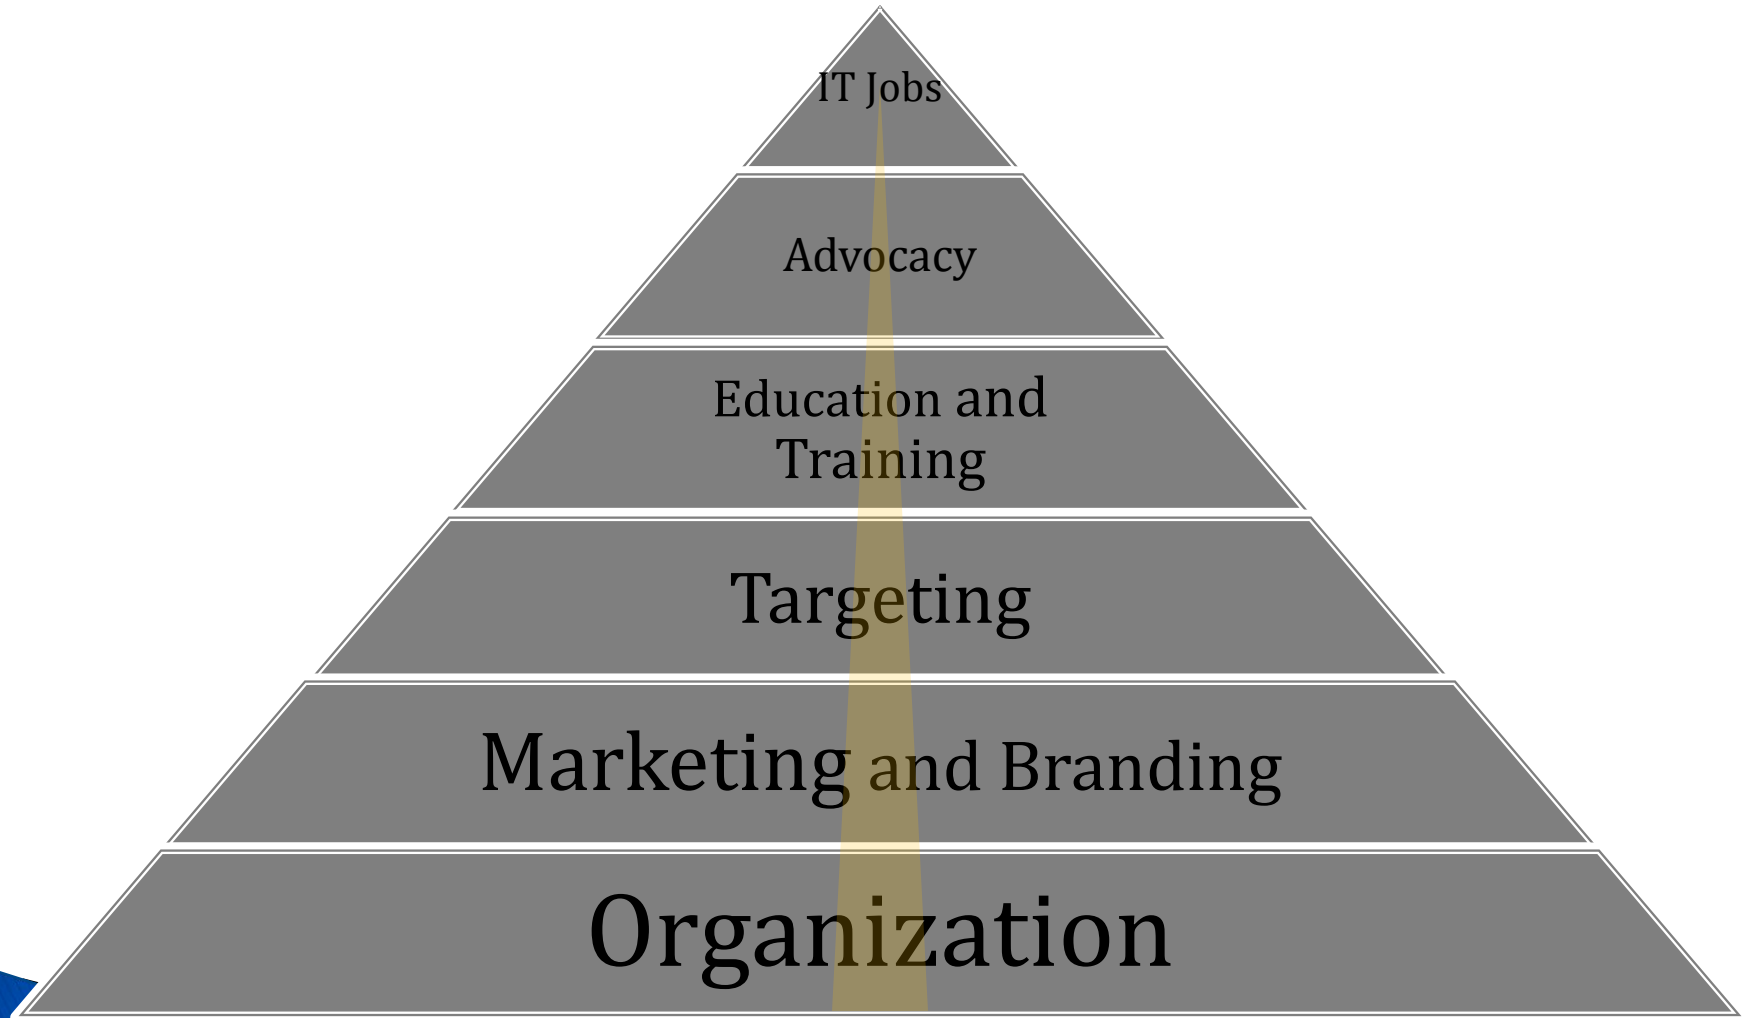 IT Jobs
Advocacy
Education and
Training
Targeting
Marketing and Branding
Organization